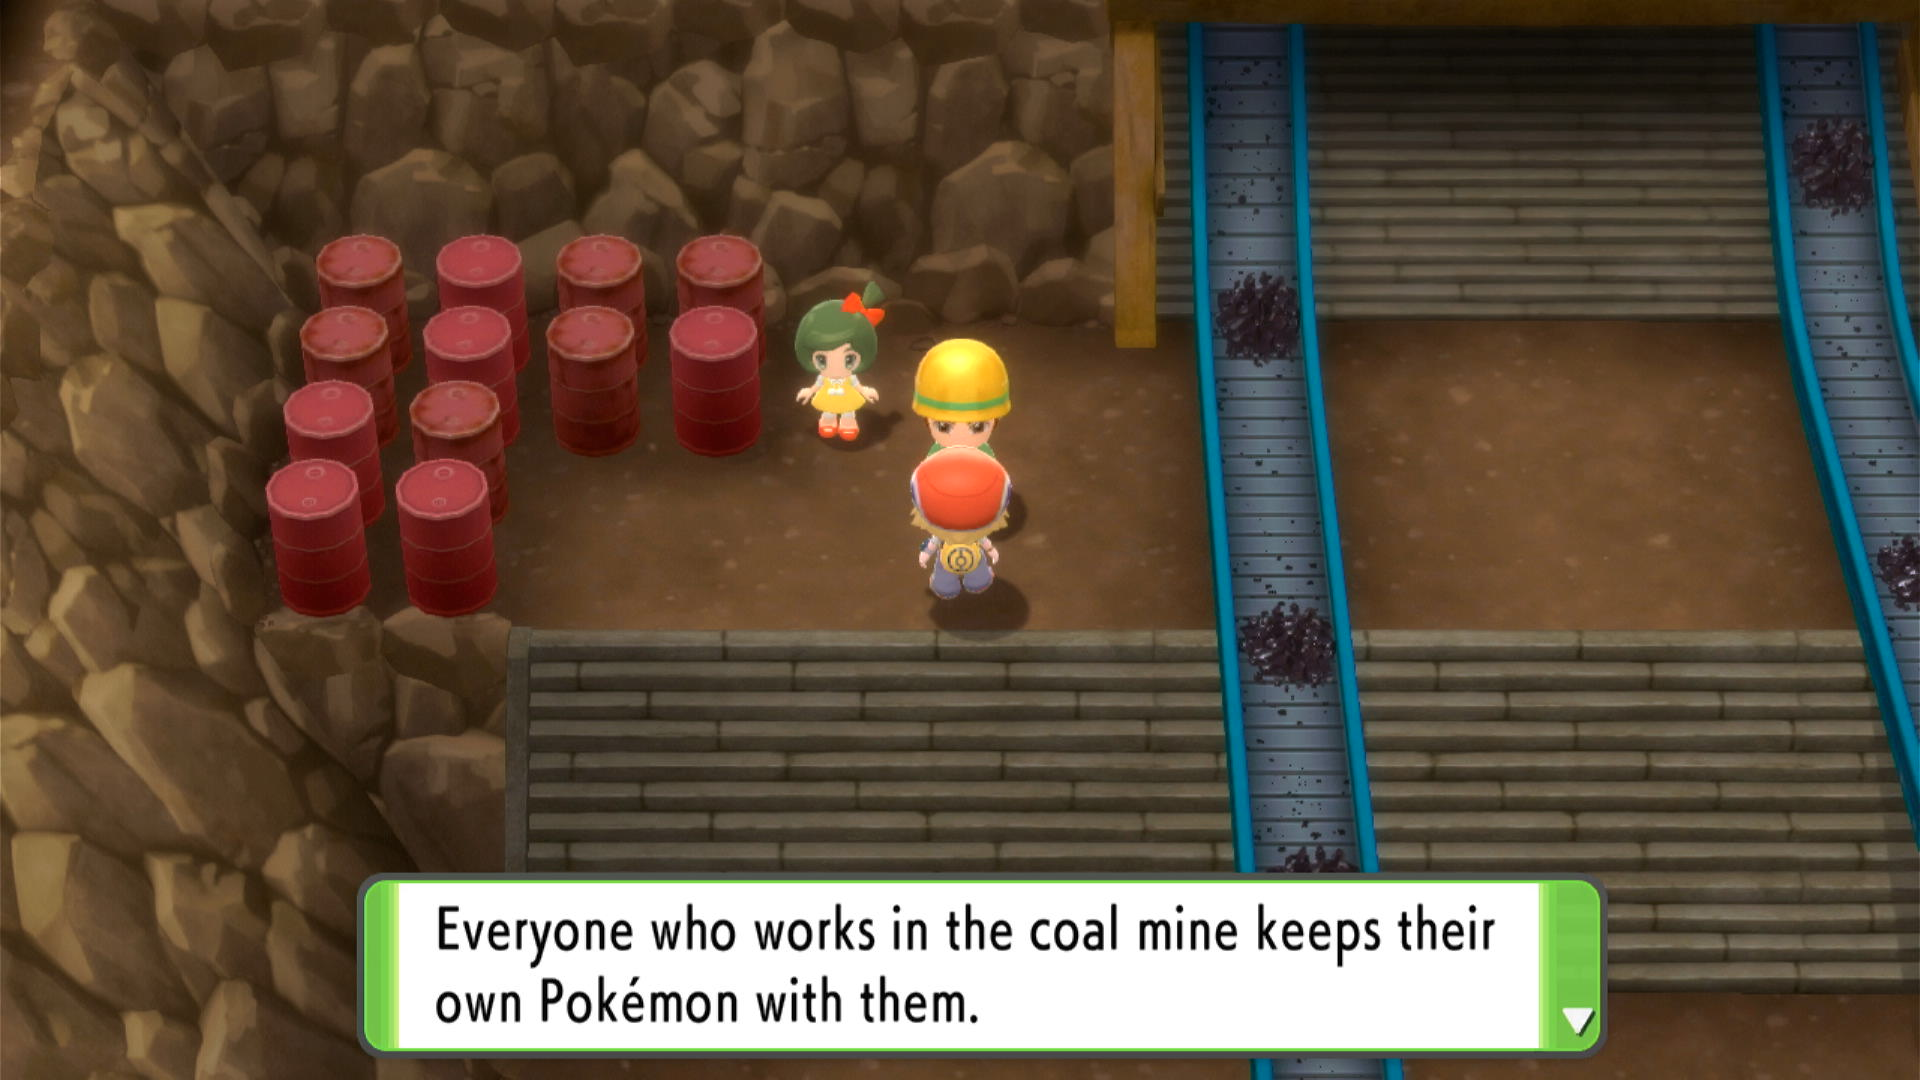 Everyone who works in the coal mine keeps their
own Pokémon with them.